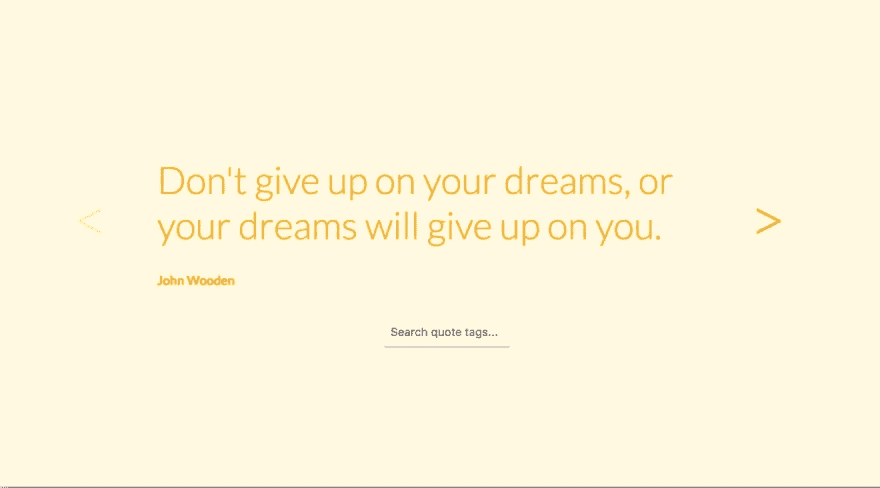 Don't give up on your dreams, or
your dreams will give up on you.
< >
John Wooden
Search quote tags...